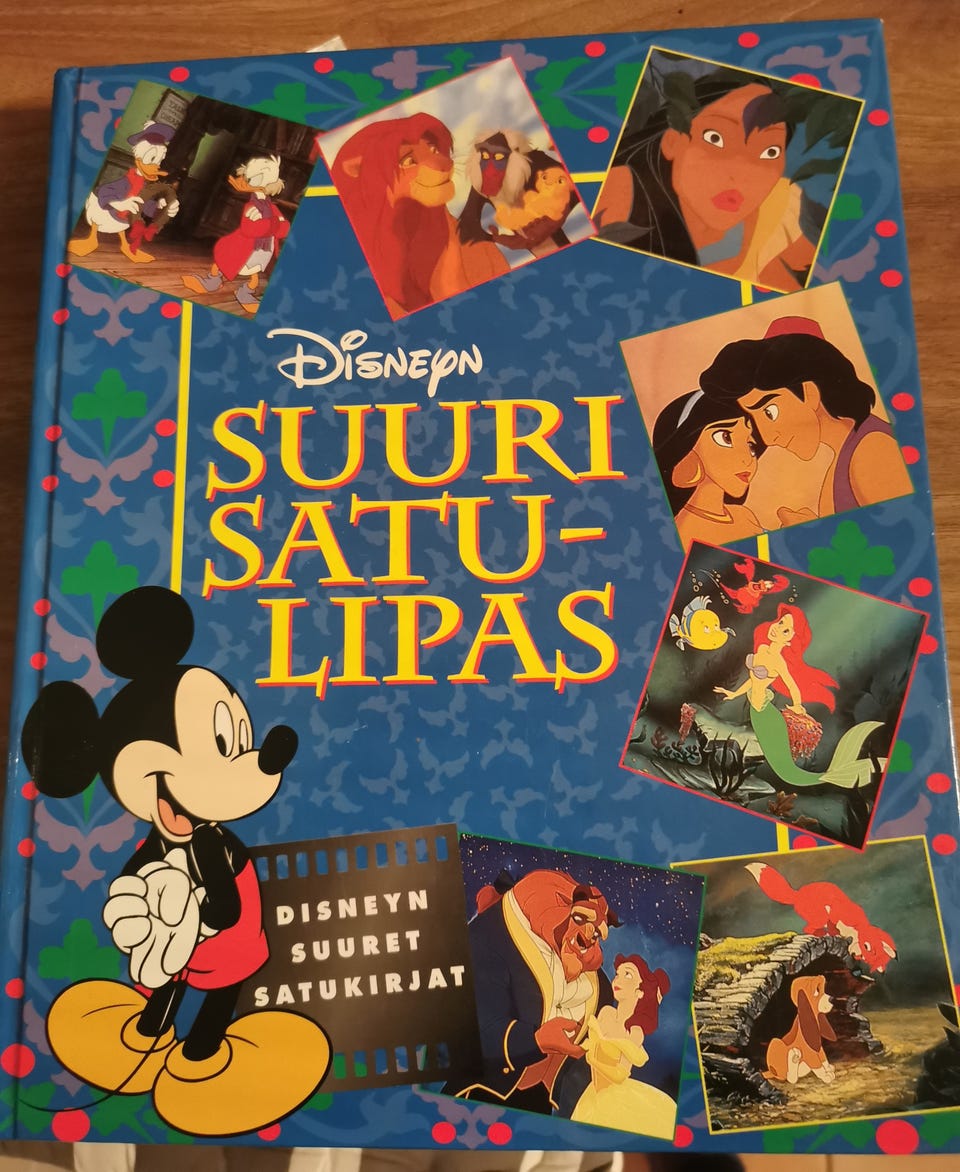 Disneyn
SUURI
SATU-
LIPAS
DISNEYN
SUURET
SATUKIRJAT